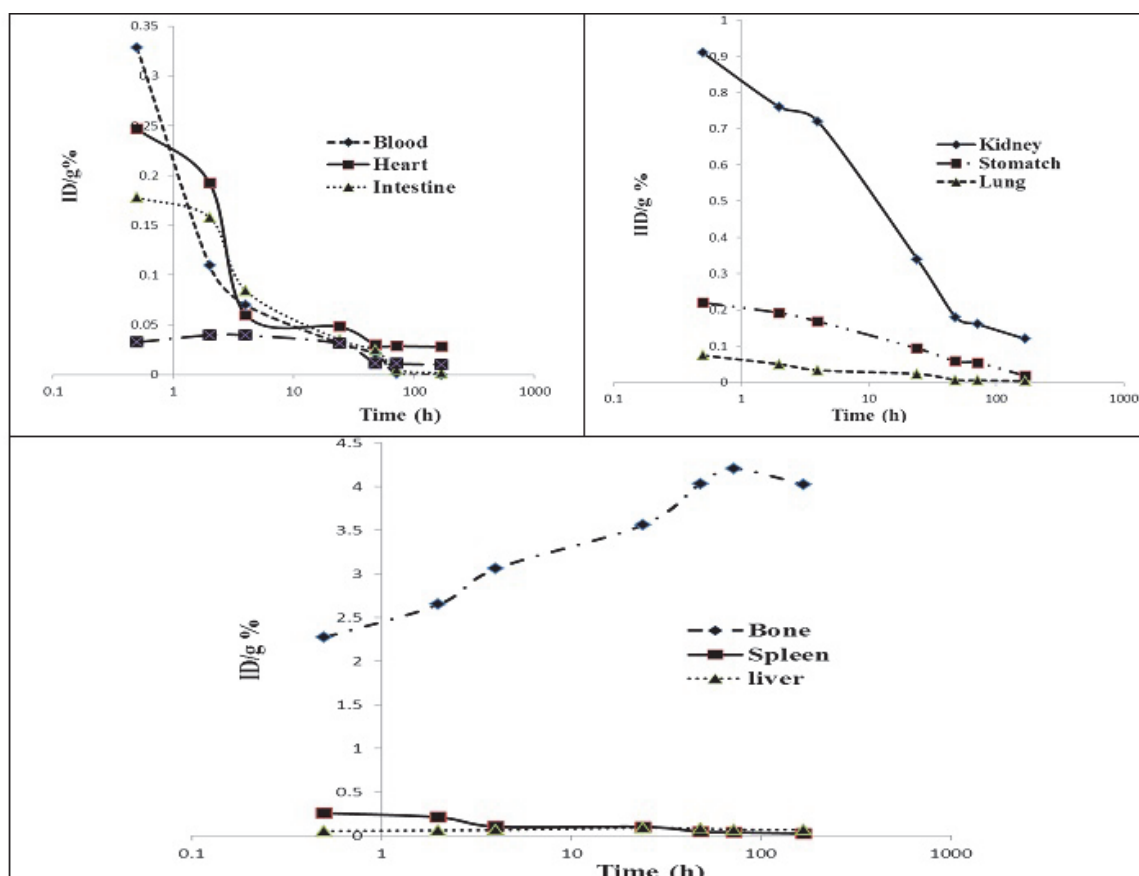 0.35
0.3
0.25
0.2
0.15
0.1
0.05
0
0.1
1
10
100
1000
ID/g%
Time (h)
Blood
Heart
Intestine
1
0.9
0.8
0.7
0.6
0.5
0.4
0.3
0.2
0.1
0
0.1
1
10
100
1000
IID/g %
Time (h)
Kidney
Stomatch
Lung
4.5
4
3.5
3
2.5
2
1.5
1
0.5
0
0.1
1
10
100
1000
ID/g %
Time (h)
Bone
Spleen
liver